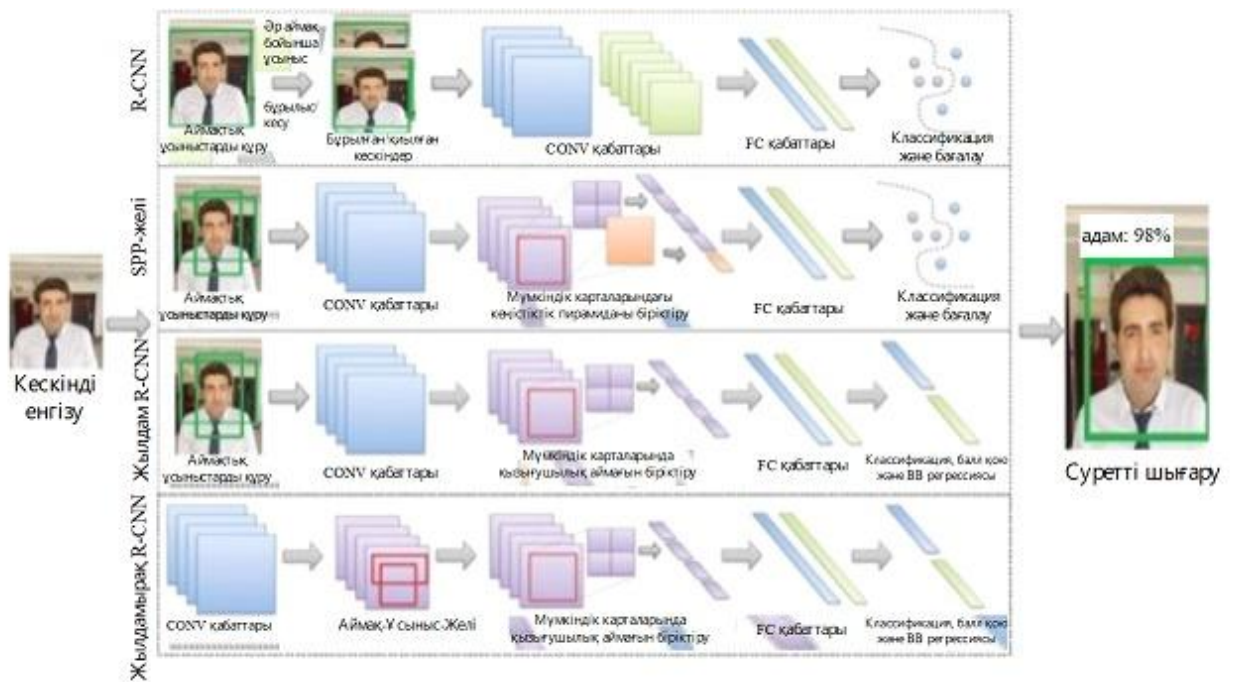 R-CNN
Әр аймақ
бойынша
ұсыныс
бұрылыс/
кесу
Аймақтық
ұсыныстарды құру
Бұрылған/қиылған
кескіндер
CONV қабаттары
FC қабаттары
Классификация
және бағалау
SPP-желі
Аймақтық
ұсыныстарды құру
CONV қабаттары
Мүмкіндік карталарындағы
кеңістіктік пирамиданы біріктіру
FC қабаттары
Классификация
және бағалау
Кескінді
енгізу
Жылдам R-CNN
Аймақтық
ұсыныстарды құру
CONV қабаттары
Мүмкіндік карталарында
қызығушылық аймағын біріктіру
FC қабаттары
Классификация, балл қою
және BB регрессиясы
Жылдамырақ R-CNN
CONV қабаттары
Аймақ-Ұсыныс-Желі
Мүмкіндік карталарында
қызығушылық аймағын біріктіру
FC қабаттары
Классификация, балл қою
және BB регрессиясы
адам: 98%
Суретті шығару